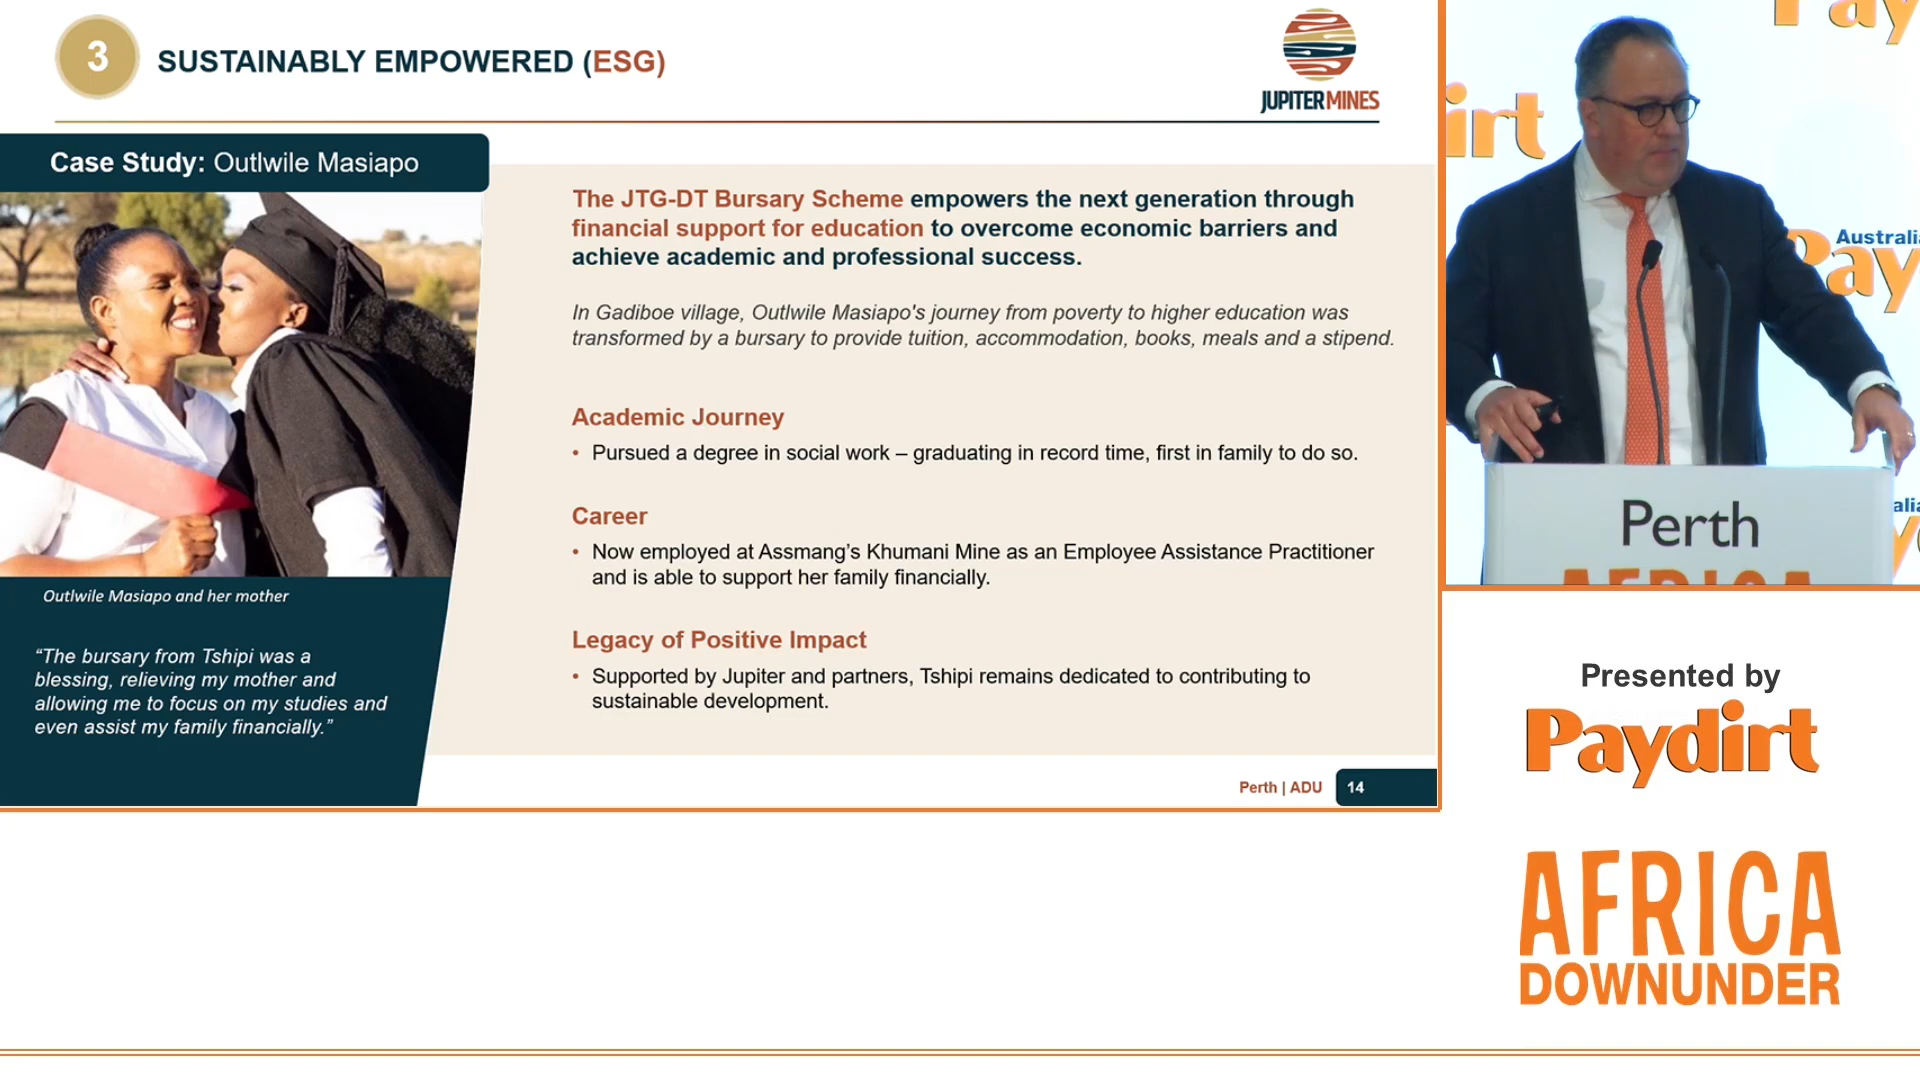 3
SUSTAINABLY EMPOWERED (ESG)
JUPITER MINES
Case Study: Outlwile Masiapo
Outlwile Masiapo and her mother
“The bursary from Tshipi was a
blessing, relieving my mother and
allowing me to focus on my studies and
even assist my family financially.”
The JTG-DT Bursary Scheme empowers the next generation through
financial support for education to overcome economic barriers and
achieve academic and professional success.
In Gadiboe village, Outlwile Masiapo's journey from poverty to higher education was
transformed by a bursary to provide tuition, accommodation, books, meals and a stipend.
Academic Journey
• Pursued a degree in social work – graduating in record time, first in family to do so.
Career
• Now employed at Assmang’s Khumani Mine as an Employee Assistance Practitioner
and is able to support her family financially.
Legacy of Positive Impact
• Supported by Jupiter and partners, Tshipi remains dedicated to contributing to
sustainable development.
Perth | ADU 14
Pay
irt
Australia
Pay
Perth
AFRICA
Presented by
Paydirt
AFRICA
DOWNUNDER